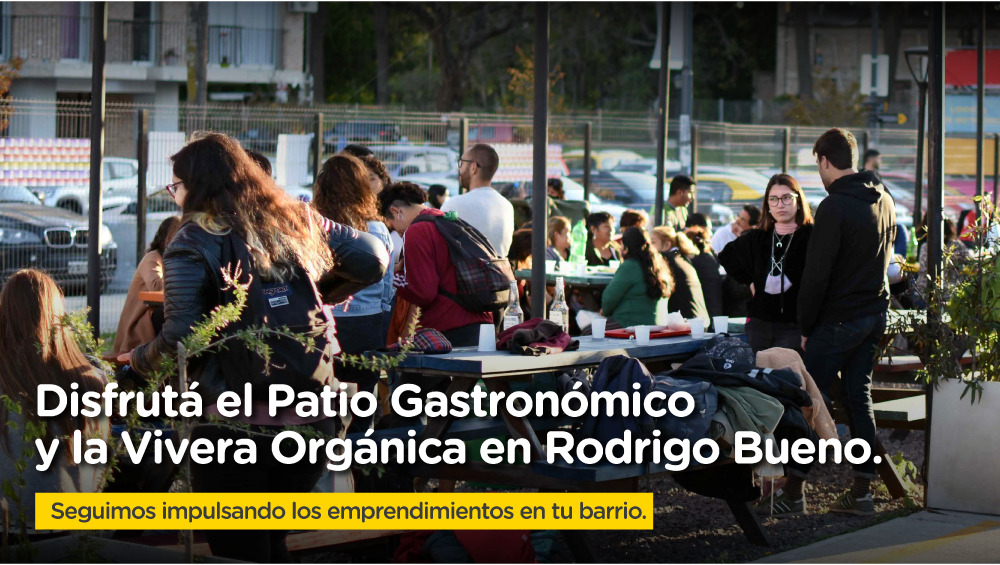 Disfrutá el Patio Gastronómico
y la Vivera Orgánica en Rodrigo Bueno.
Seguimos impulsando los emprendimientos en tu barrio.